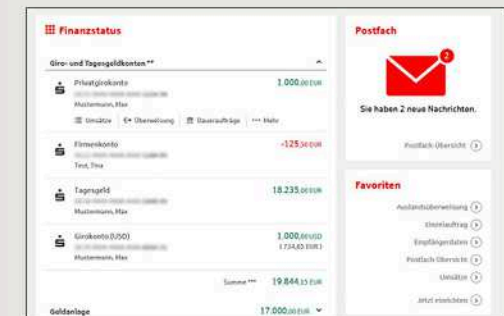 Finanzstatus
Giro- und Tagesgeldkonten **
Privatgirokonto 1.000,00 EUR
Mustermann, Max
Umsätze Überweisung Daueraufträge Mehr
Firmenkonto -125,50 EUR
Test, Tina
Tagesgeld 18.235,00 EUR
Mustermann, Max
Girokonto (USD) 1.000,00 USD
Mustermann, Max
Summe *** 19.844,15 EUR
Geldanlage 17.000,00 EUR
Postfach
2
Sie haben 2 neue Nachrichten.
Postfach-Übersicht
Favoriten
Auslandsüberweisung
Einzelauftrag
Empfängerdaten
Postfach-Übersicht
Umsätze
Jetzt einrichten